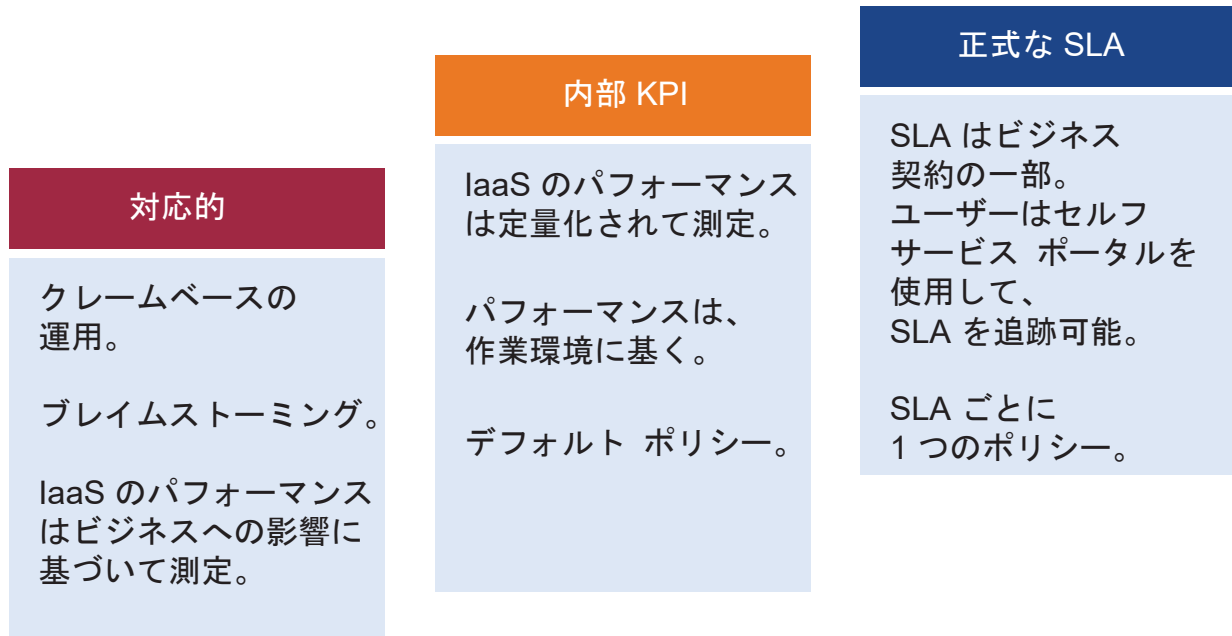 対応的
クレームベースの
運用。
ブレイムストーミング。
IaaS のパフォーマンス
はビジネスへの影響に
基づいて測定。
内部 KPI
IaaS のパフォーマンス
は定量化されて測定。
パフォーマンスは、
作業環境に基く。
デフォルト ポリシー。
正式な SLA
SLA はビジネス
契約の一部。
ユーザーはセルフ
サービス ポータルを
使用して、
SLA を追跡可能。
SLA ごとに
1 つのポリシー。